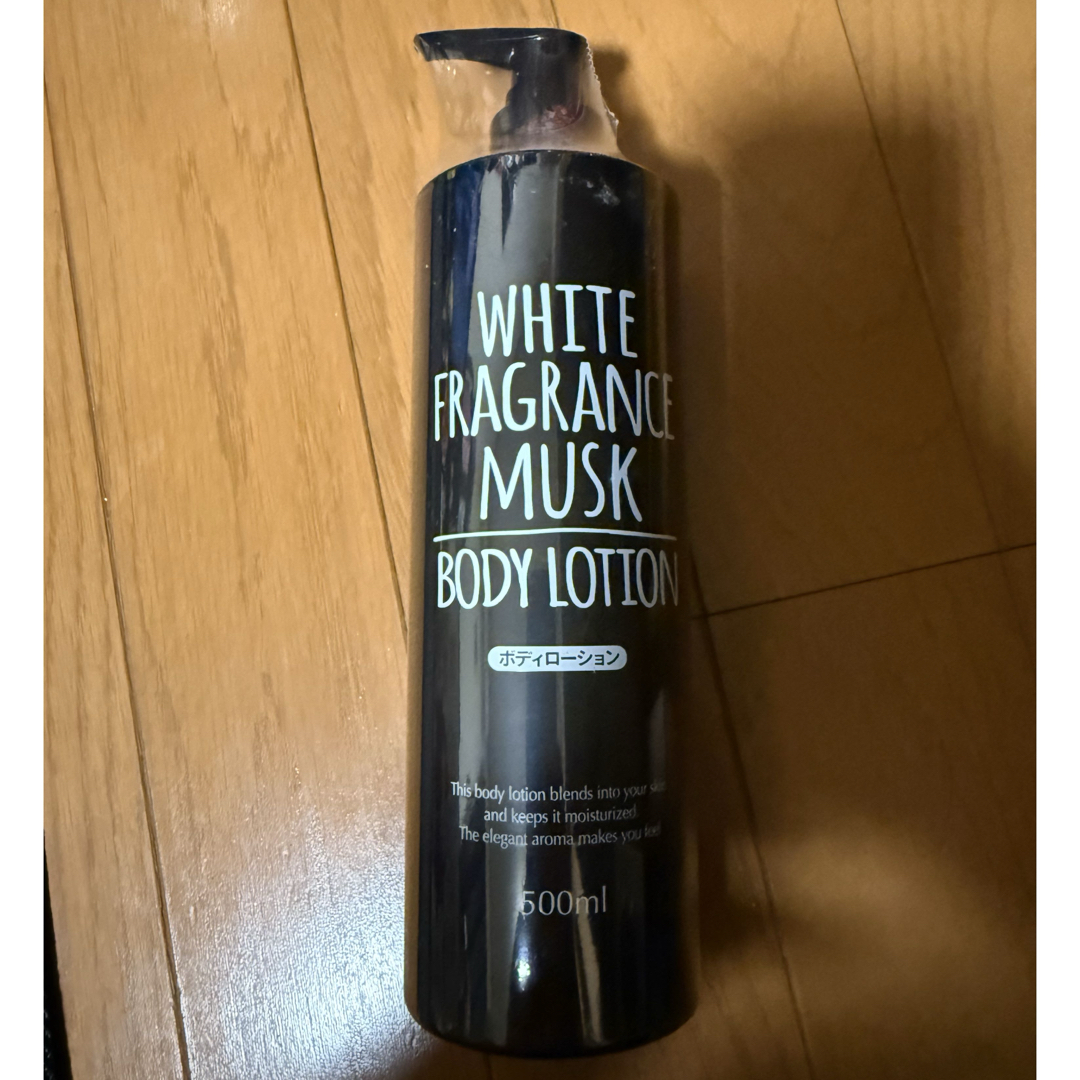 WHITE
FRAGRANCE
MUSK
BODY LOTION
ボディローション
This body lotion blends into your skin
and keeps it moisturized.
The elegant aroma makes you feel
500ml